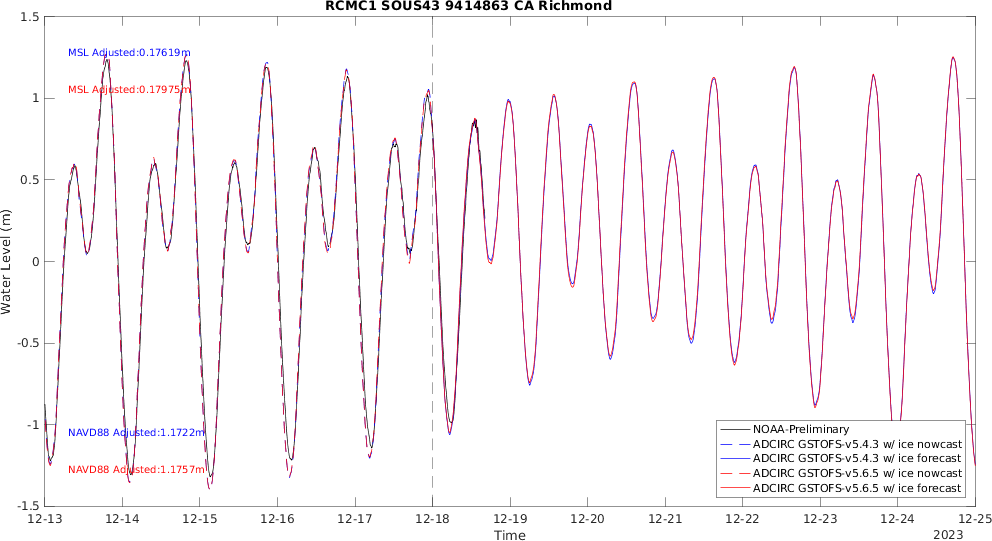 RCMC1 SOUS43 9414863 CA Richmond
Water Level (m)
1.5
1
0.5
0
-0.5
-1
-1.5
MSL Adjusted:0.17619m
MSL Adjusted:0.17975m
NAVD88 Adjusted:1.1722m
NAVD88 Adjusted:1.1757m
NOAA-Preliminary
ADCIRC GSTOFS-v5.4.3 w/ ice nowcast
ADCIRC GSTOFS-v5.4.3 w/ ice forecast
ADCIRC GSTOFS-v5.6.5 w/ ice nowcast
ADCIRC GSTOFS-v5.6.5 w/ ice forecast
12-13 12-14 12-15 12-16 12-17 12-18 12-19 12-20 12-21 12-22 12-23 12-24 12-25
Time
2023